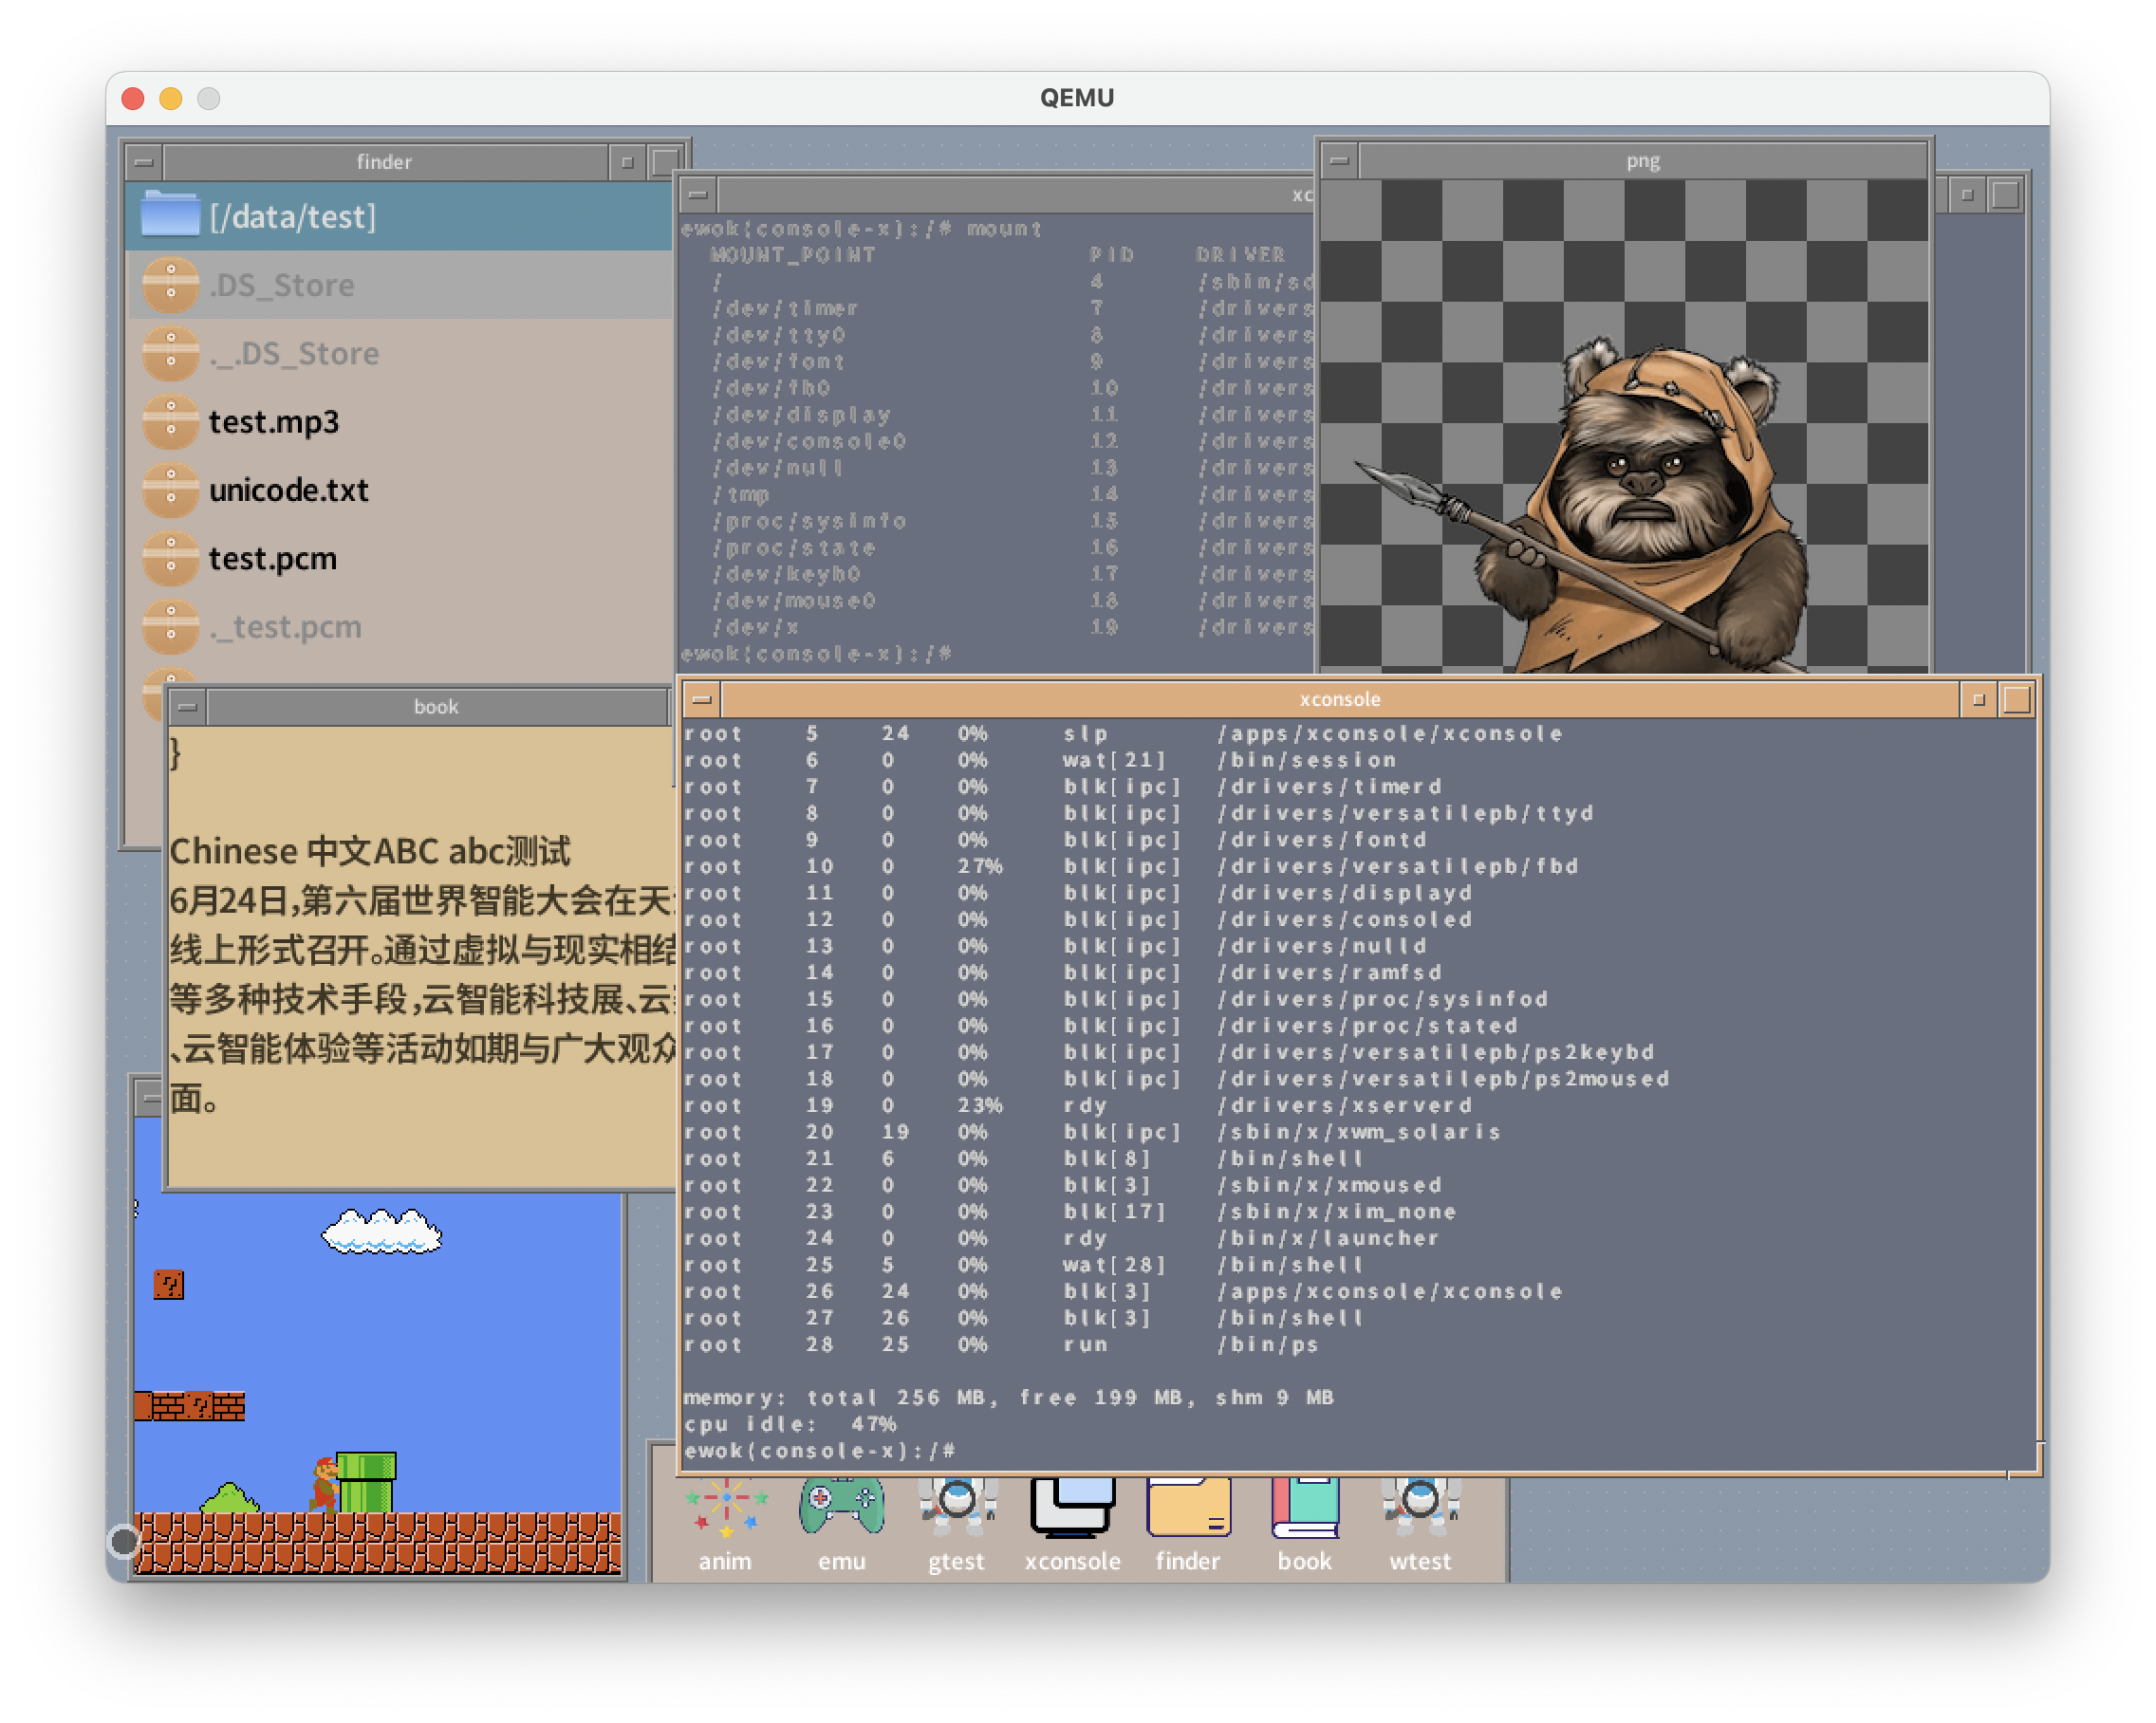 QEMU
finder
[/data/test]
.DS_Store
._.DS_Store
test.mp3
unicode.txt
test.pcm
._test.pcm
ewok(console-x):/# mount
MOUNT_POINT PID DRIVER
/ 4
/dev/timer 7 /drivers
/dev/tty0 8 /drivers
/dev/font 9 /drivers
/dev/fb0 10 /drivers
/dev/display 11 /drivers
/dev/console0 12 /drivers
/dev/null 13 /drivers
/tmp 14 /drivers
/proc/sysinfo 15 /drivers
/proc/state 16 /drivers
/dev/keyb0 17 /drivers
/dev/mouse0 18 /drivers
/dev/x 19 /drivers
ewok(console-x):/#
png
book
}
Chinese 中文ABC abc测试
6月24日,第六届世界智能大会在天
线上形式召开。通过虚拟与现实相结
等多种技术手段,云智能科技展、云
、云智能体验等活动如期与广大观众
面。
xconsole
root 5 24 0% slp /apps/xconsole/xconsole
root 6 0 0% wat[21] /bin/session
root 7 0 0% blk[ipc] /drivers/timerd
root 8 0 0% blk[ipc] /drivers/versatilepb/ttyd
root 9 0 0% blk[ipc] /drivers/fontd
root 10 0 27% blk[ipc] /drivers/versatilepb/fbd
root 11 0 0% blk[ipc] /drivers/displayd
root 12 0 0% blk[ipc] /drivers/consoled
root 13 0 0% blk[ipc] /drivers/nulld
root 14 0 0% blk[ipc] /drivers/ramfsd
root 15 0 0% blk[ipc] /drivers/proc/sysinfod
root 16 0 0% blk[ipc] /drivers/proc/stated
root 17 0 0% blk[ipc] /drivers/versatilepb/ps2keybd
root 18 0 0% blk[ipc] /drivers/versatilepb/ps2moused
root 19 0 23% rdy /drivers/xserverd
root 20 19 0% blk[ipc] /sbin/x/xwm_solaris
root 21 6 0% blk[8] /bin/shell
root 22 0 0% blk[3] /sbin/x/xmoused
root 23 0 0% blk[17] /sbin/x/xim_none
root 24 0 0% rdy /bin/x/launcher
root 25 5 0% wat[28] /bin/shell
root 26 24 0% blk[3] /apps/xconsole/xconsole
root 27 26 0% blk[3] /bin/shell
root 28 25 0% run /bin/ps
memory: total 256 MB, free 199 MB, shm 9 MB
cpu idle: 47%
ewok(console-x):/#
anim emu gtest xconsole finder book wtest